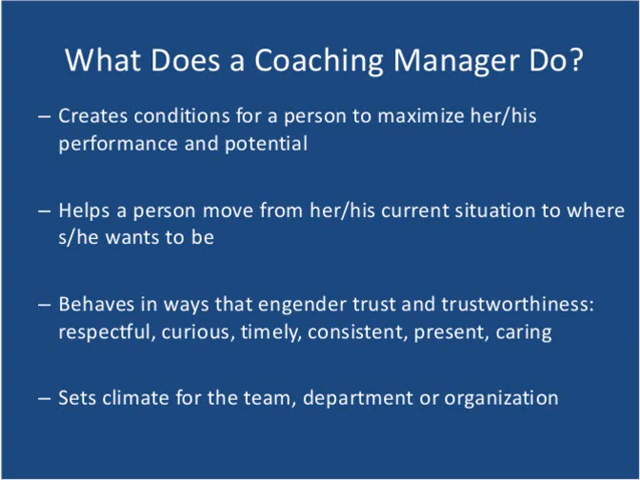 What Does a Coaching Manager Do?
– Creates conditions for a person to maximize her/his
performance and potential
– Helps a person move from her/his current situation to where
s/he wants to be
– Behaves in ways that engender trust and trustworthiness:
respectful, curious, timely, consistent, present, caring
– Sets climate for the team, department or organization